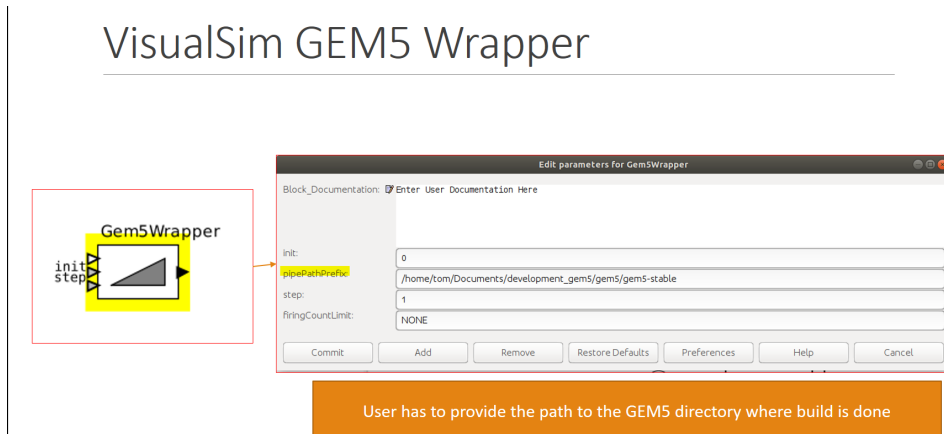 VisualSim GEM5 Wrapper
Gem5Wrapper
init
step
Edit parameters for Gem5Wrapper
Block_Documentation: Enter User Documentation Here
init: 0
pipePathPrefix: /home/tom/Documents/development_gem5/gem5/gem5-stable
step: 1
firingCountLimit: NONE
Commit Add Remove Restore Defaults Preferences Help Cancel
User has to provide the path to the GEM5 directory where build is done